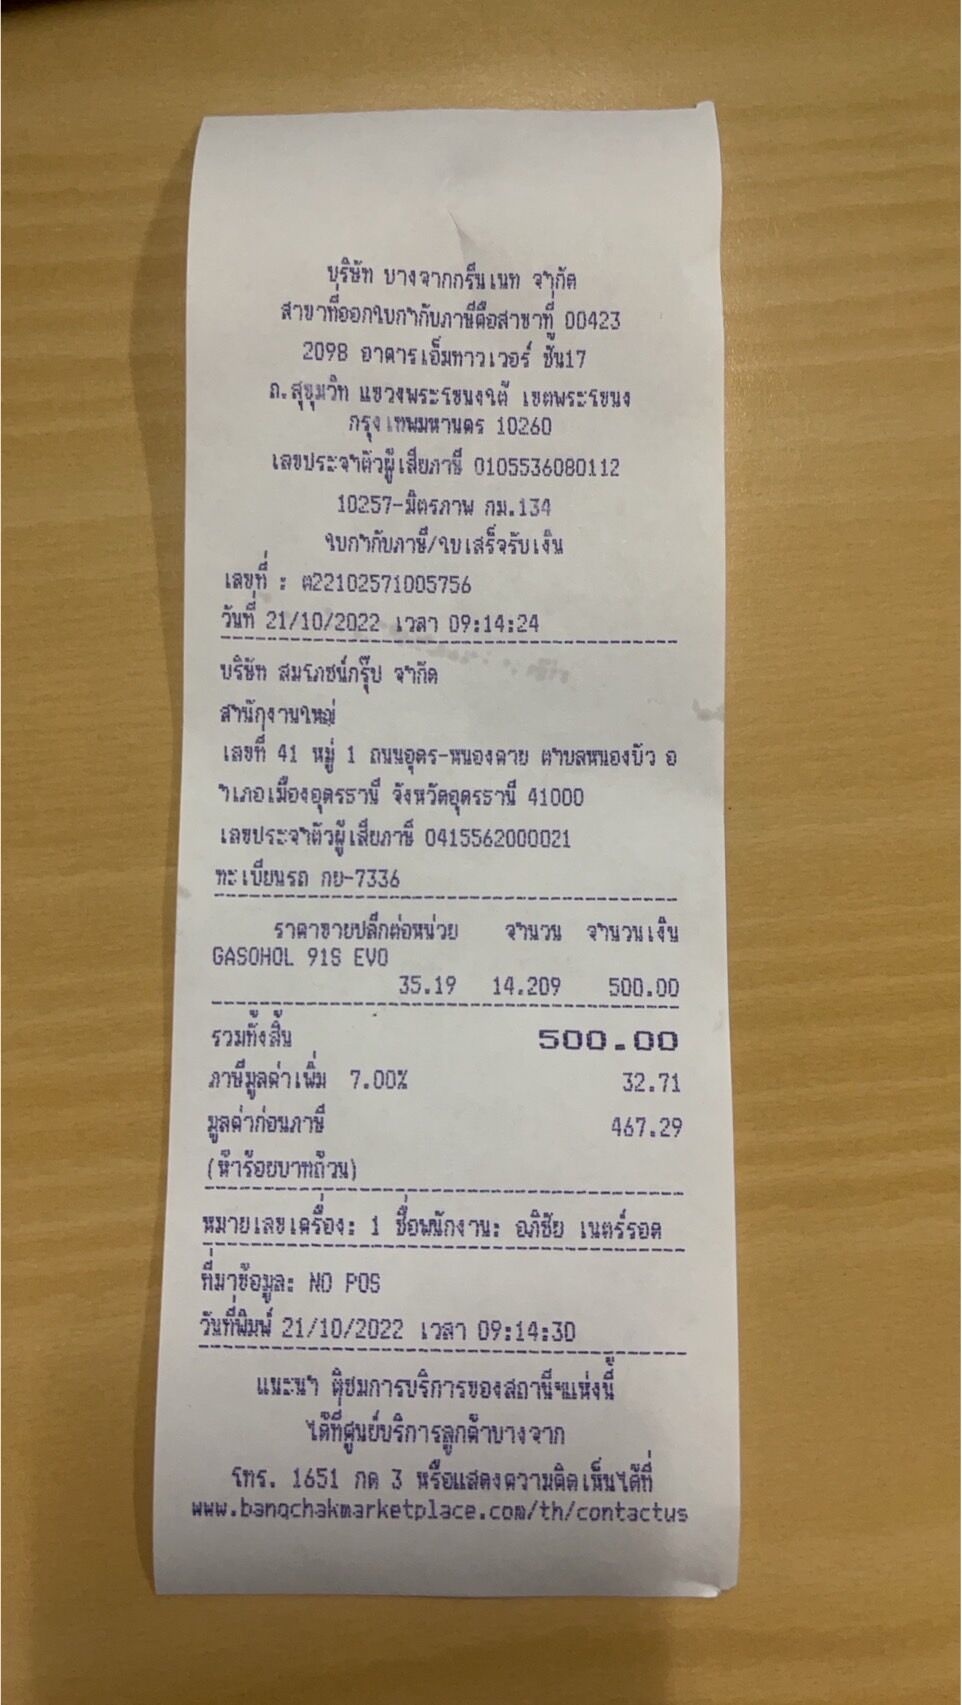 บริษัท บางจากกรีนเนท จำกัด
สาขาที่ออกใบกำกับภาษีคือสาขาที่ 00423
2098 อาคารเอ็มทาวเวอร์ ชั้น17
ถ.สุขุมวิท แขวงพระโขนงใต้ เขตพระโขนง
กรุงเทพมหานคร 10260
เลขประจำตัวผู้เสียภาษี 0105536080112
10257-มิตรภาพ กม.134
ใบกำกับภาษี/ใบเสร็จรับเงิน
เลขที่ : ต22102571005756
วันที่ 21/10/2022 เวลา 09:14:24
บริษัท สมโภชน์กรุ๊ป จำกัด
สำนักงานใหญ่
เลขที่ 41 หมู่ 1 ถนนอุดร-หนองคาย ตำบลหนองบัว อ
ำเภอเมืองอุดรธานี จังหวัดอุดรธานี 41000
เลขประจำตัวผู้เสียภาษี 0415562000021
ทะเบียนรถ กย-7336
ราคาขายปลีกต่อหน่วย จำนวน จำนวนเงิน
GASOHOL 91S EVO
35.19 14.209 500.00
รวมทั้งสิ้น 500.00
ภาษีมูลค่าเพิ่ม 7.00% 32.71
มูลค่าก่อนภาษี 467.29
(ห้าร้อยบาทถ้วน)
หมายเลขเครื่อง: 1 ชื่อพนักงาน: อภิชัย เนตร์รอด
ที่มาข้อมูล: NO POS
วันที่พิมพ์ 21/10/2022 เวลา 09:14:30
แนะนำ ติชมการบริการของสถานีฯแห่งนี้
ได้ที่ศูนย์บริการลูกค้าบางจาก
โทร. 1651 กด 3 หรือแสดงความคิดเห็นได้ที่
www.bangchakmarketplace.com/th/contactus